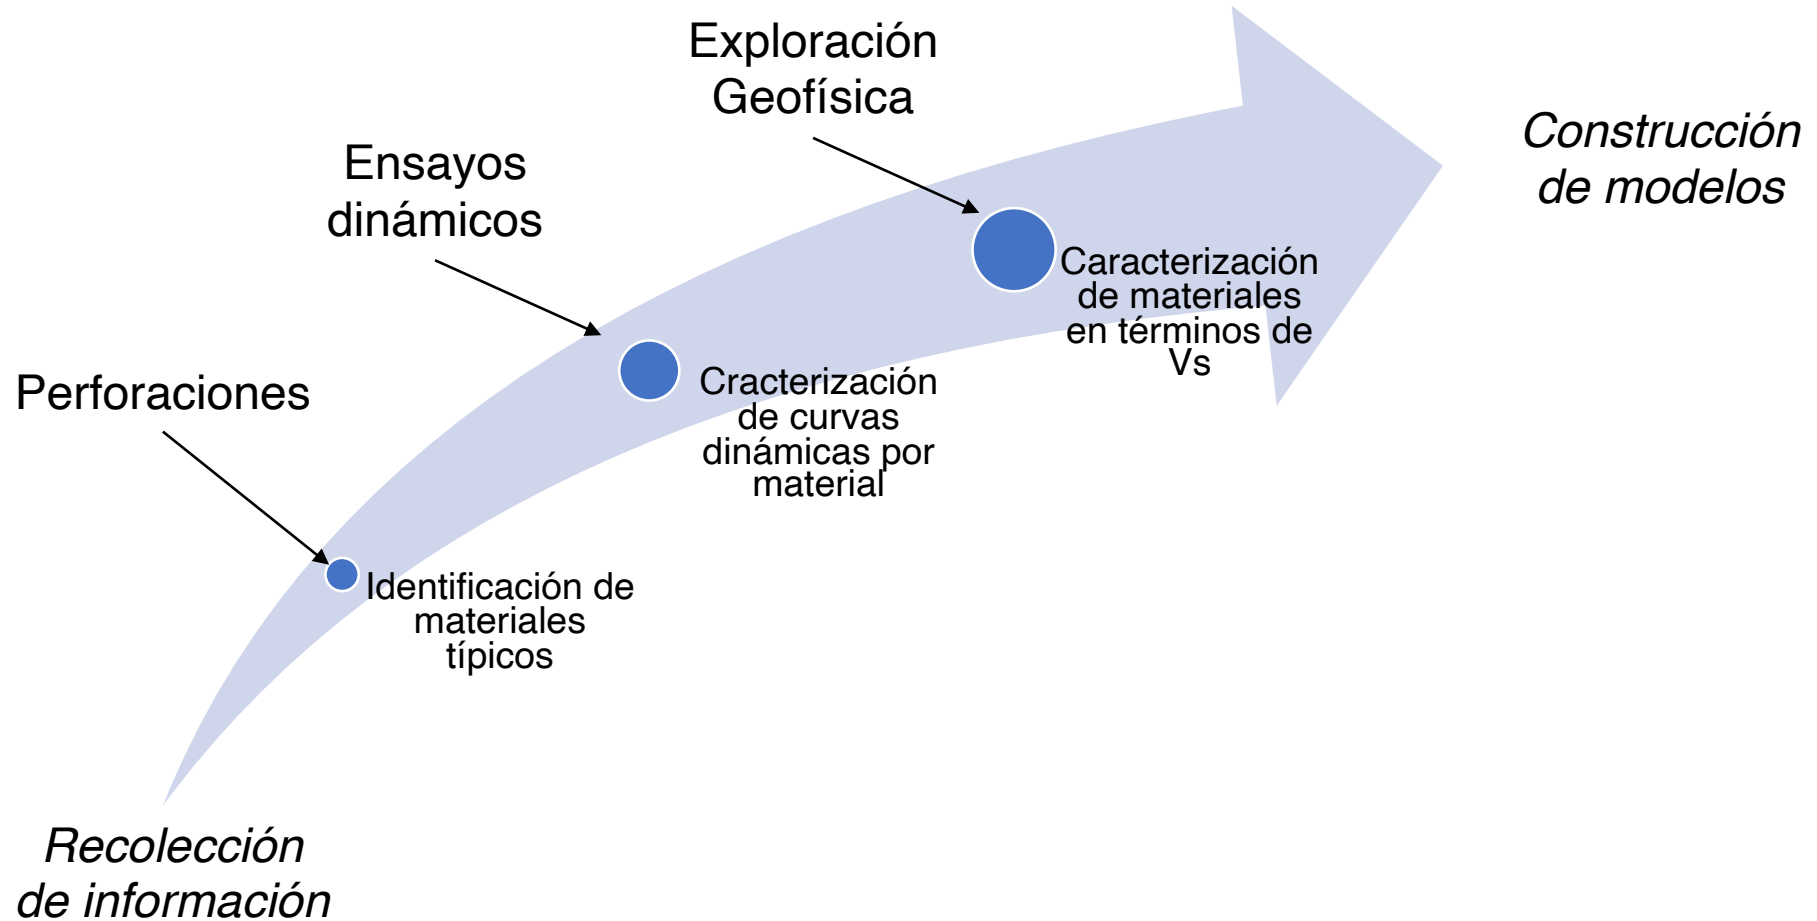 Exploración
Geofísica
Construcción
de modelos
Ensayos
dinámicos
Caracterización
de materiales
en términos de
Vs
Perforaciones
Cracterización
de curvas
dinámicas por
material
Identificación de
materiales
típicos
Recolección
de información